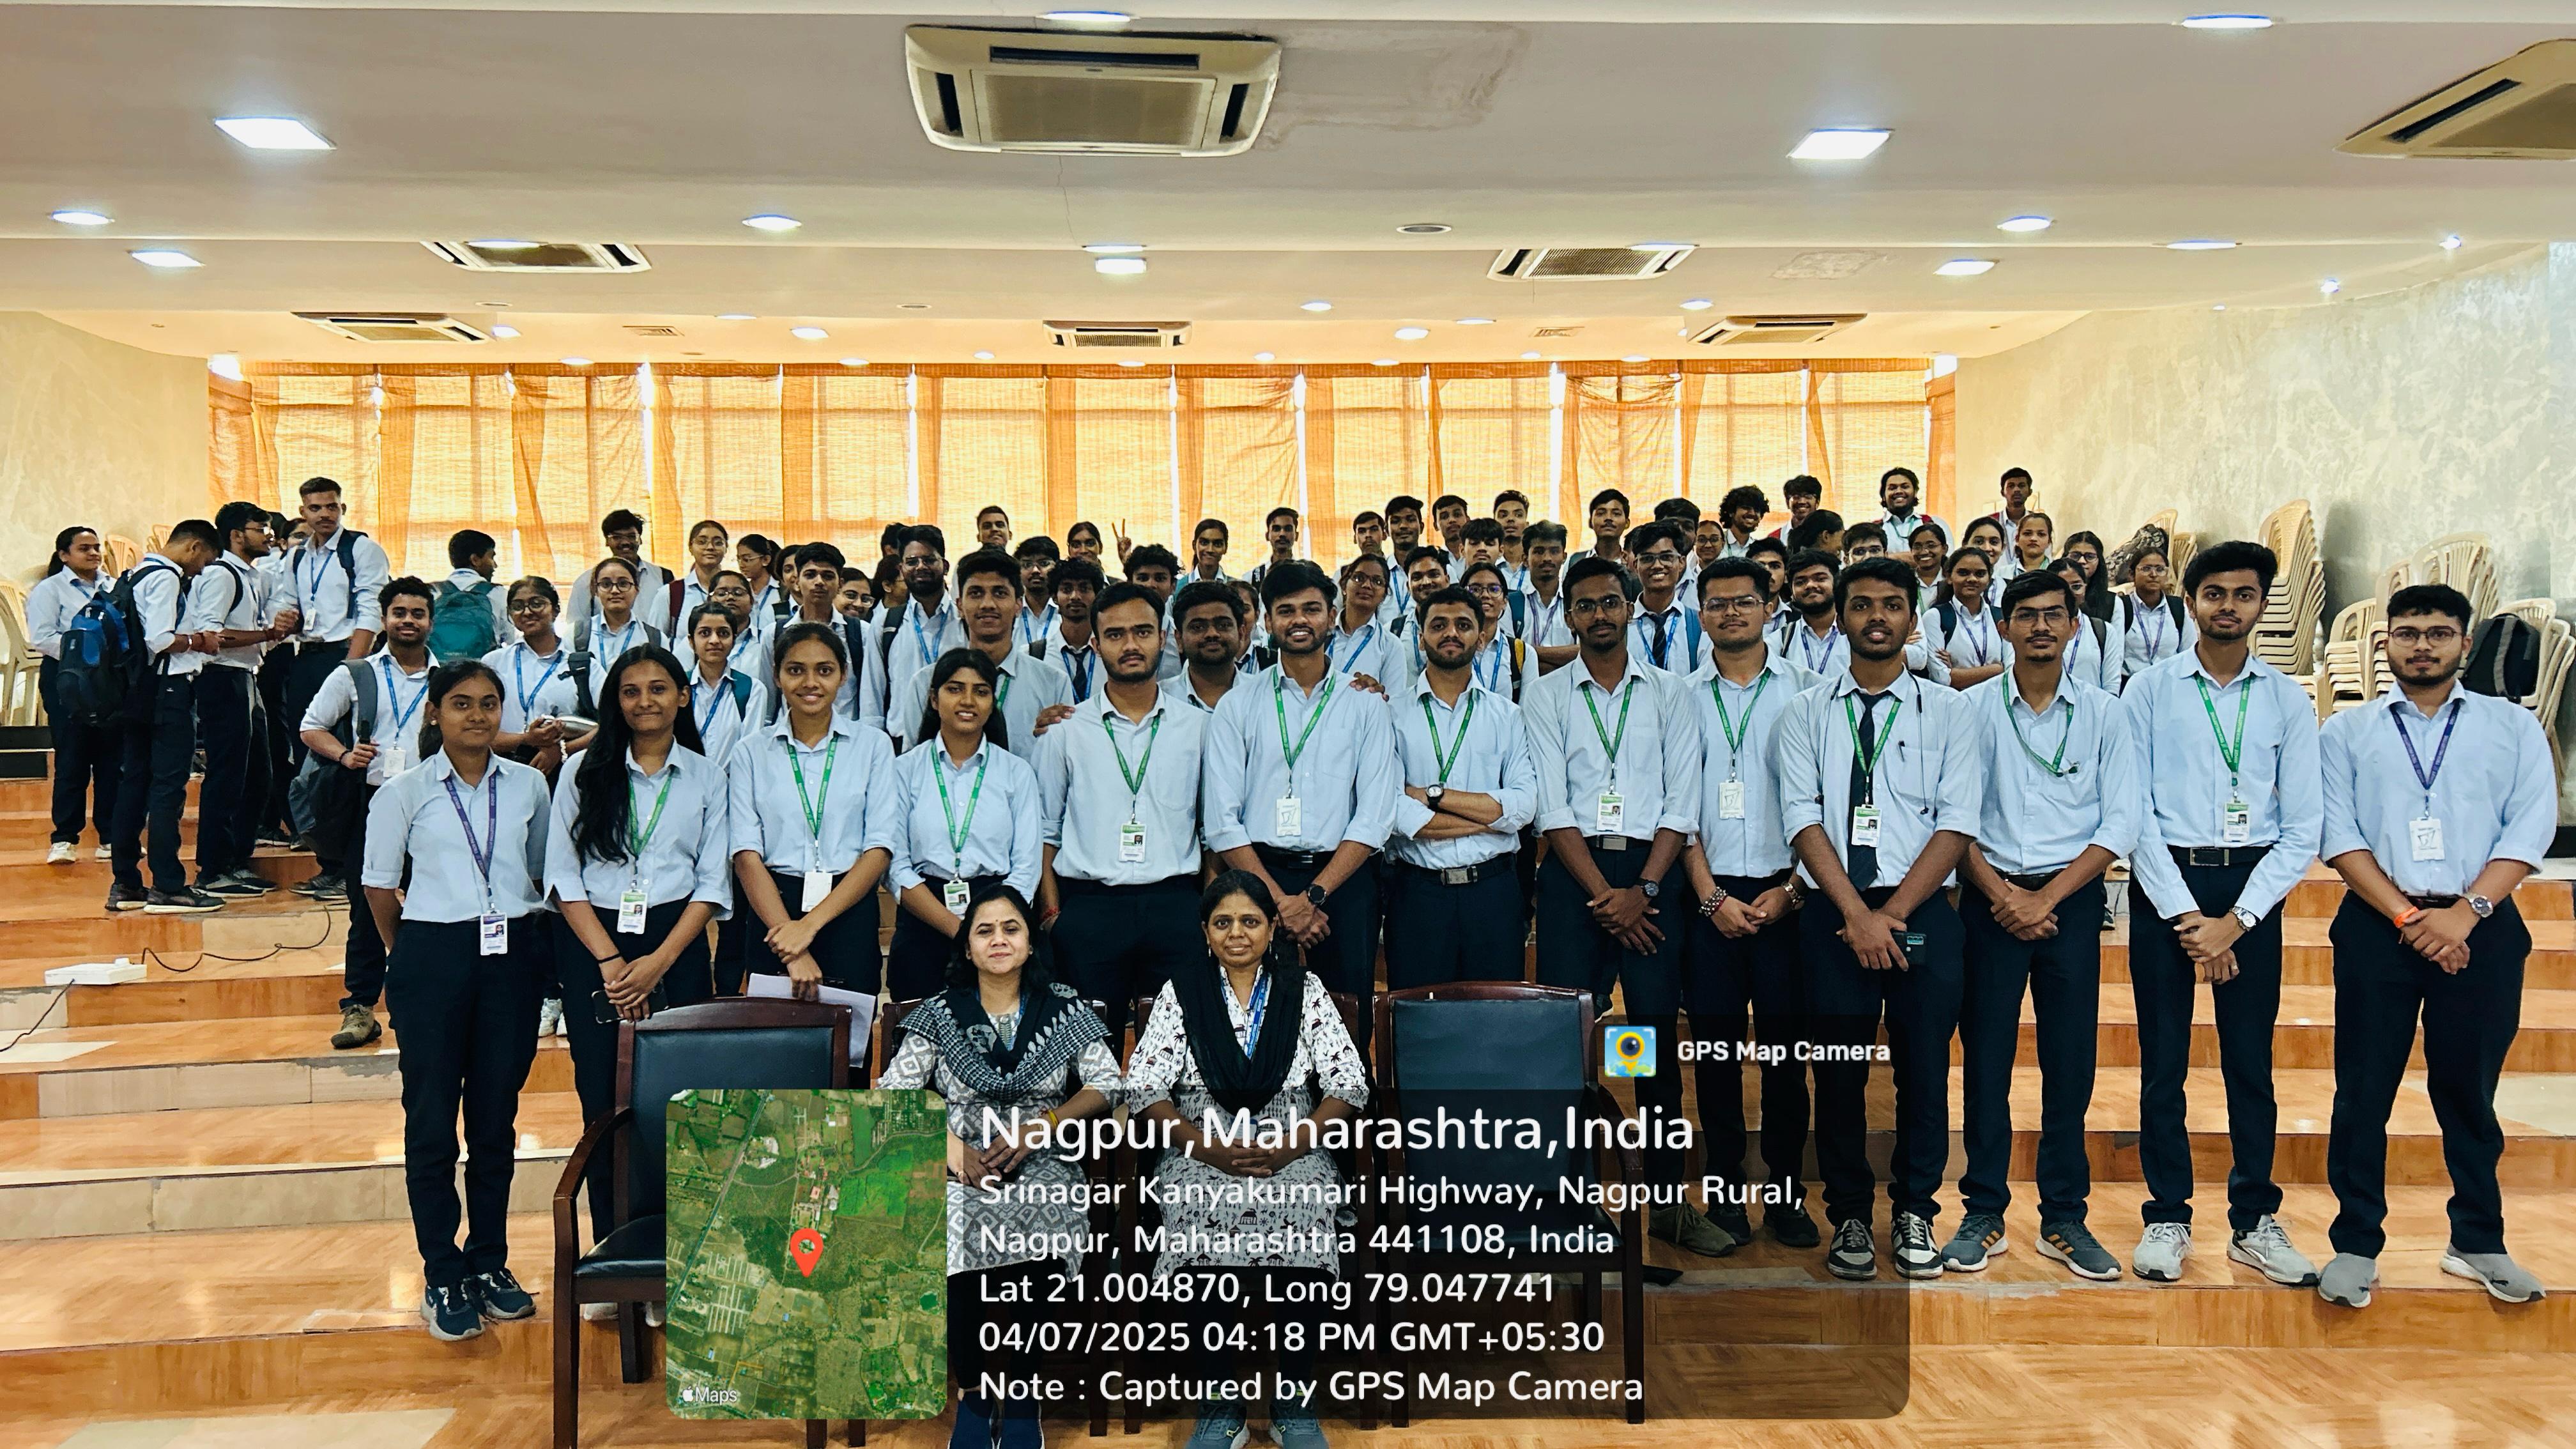 GPS Map Camera
Nagpur,Maharashtra,India
Srinagar Kanyakumari Highway, Nagpur Rural,
Nagpur, Maharashtra 441108, India
Lat 21.004870, Long 79.047741
04/07/2025 04:18 PM GMT+05:30
Note : Captured by GPS Map Camera
Maps